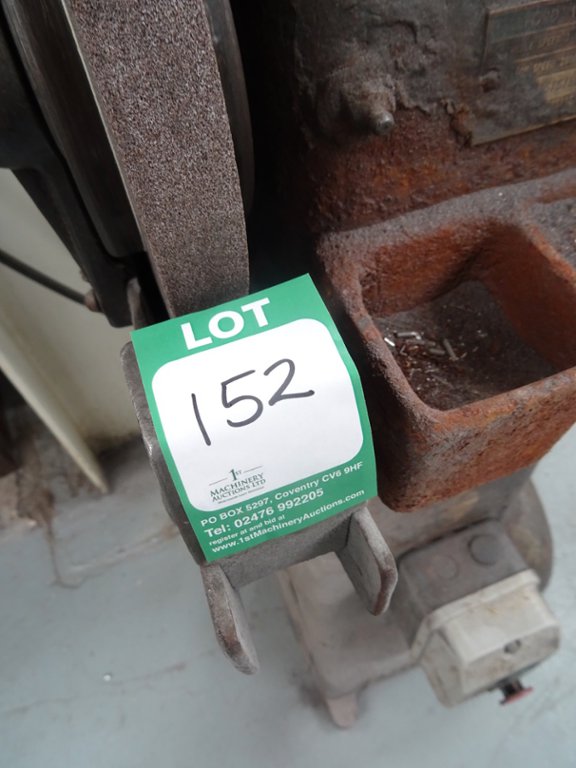 LOT
152
1ST
MACHINERY
AUCTIONS LTD
PO BOX 5297, Coventry CV6 9HF
Tel: 02476 992205
register at and bid at
www.1stMachineryAuctions.com